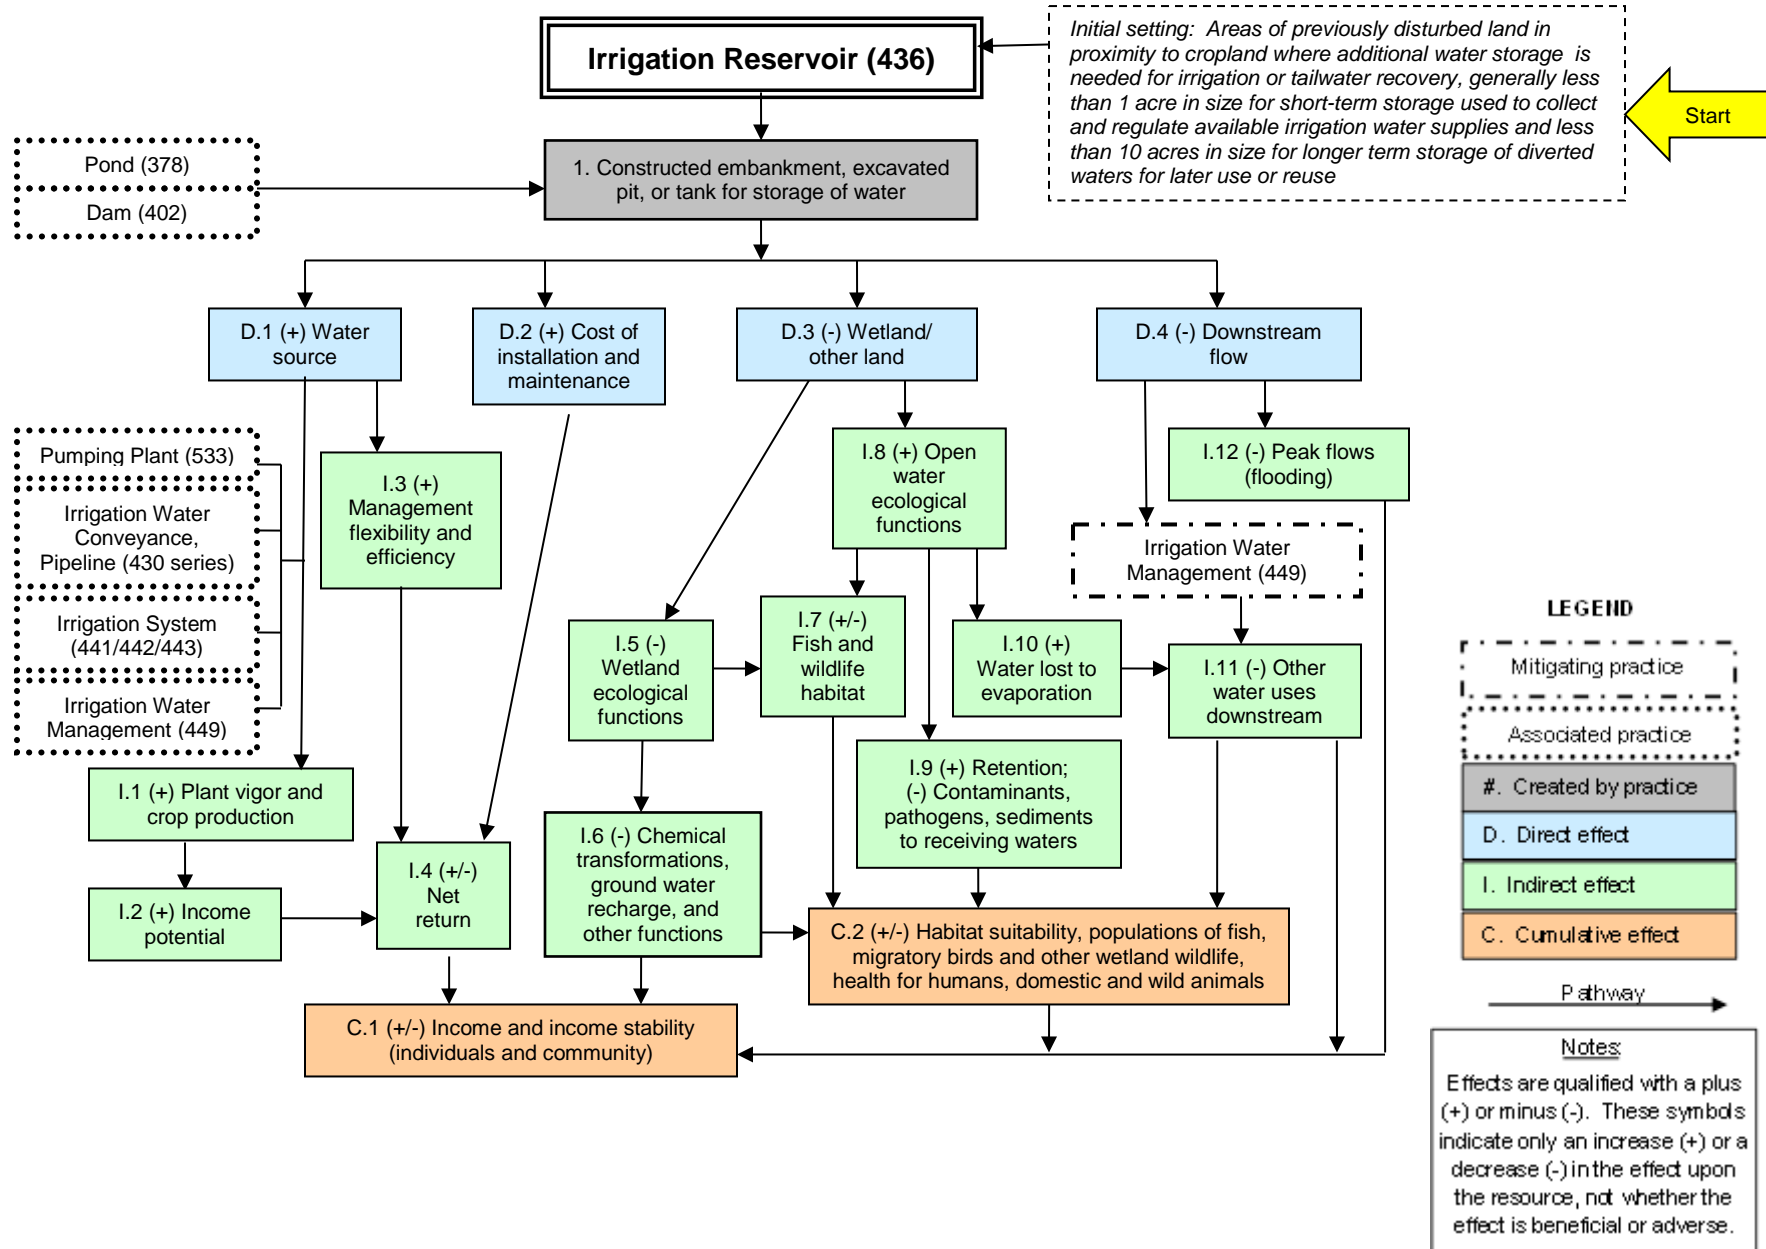 Irrigation Reservoir (436)
Initial setting: Areas of previously disturbed land in
proximity to cropland where additional water storage is
needed for irrigation or tailwater recovery, generally less
than 1 acre in size for short-term storage used to collect
and regulate available irrigation water supplies and less
than 10 acres in size for longer term storage of diverted
waters for later use or reuse
Start
Pond (378)
Dam (402)
1. Constructed embankment, excavated
pit, or tank for storage of water
D.1 (+) Water
source
D.2 (+) Cost of
installation and
maintenance
D.3 (-) Wetland/
other land
D.4 (-) Downstream
flow
Pumping Plant (533)
Irrigation Water
Conveyance,
Pipeline (430 series)
Irrigation System
(441/442/443)
Irrigation Water
Management (449)
I.3 (+)
Management
flexibility and
efficiency
I.8 (+) Open
water
ecological
functions
I.12 (-) Peak flows
(flooding)
Irrigation Water
Management (449)
I.5 (-)
Wetland
ecological
functions
I.7 (+/-)
Fish and
wildlife
habitat
I.10 (+)
Water lost to
evaporation
I.11 (-) Other
water uses
downstream
I.1 (+) Plant vigor and
crop production
I.2 (+) Income
potential
I.4 (+/-)
Net
return
I.6 (-) Chemical
transformations,
ground water
recharge, and
other functions
I.9 (+) Retention;
(-) Contaminants,
pathogens, sediments
to receiving waters
C.2 (+/-) Habitat suitability, populations of fish,
migratory birds and other wetland wildlife,
health for humans, domestic and wild animals
C.1 (+/-) Income and income stability
(individuals and community)
LEGEND
Mitigating practice
Associated practice
#. Created by practice
D. Direct effect
I. Indirect effect
C. Cumulative effect
Pathway
Notes:
Effects are qualified with a plus
(+) or minus (-). These symbols
indicate only an increase (+) or a
decrease (-) in the effect upon
the resource, not whether the
effect is beneficial or adverse.